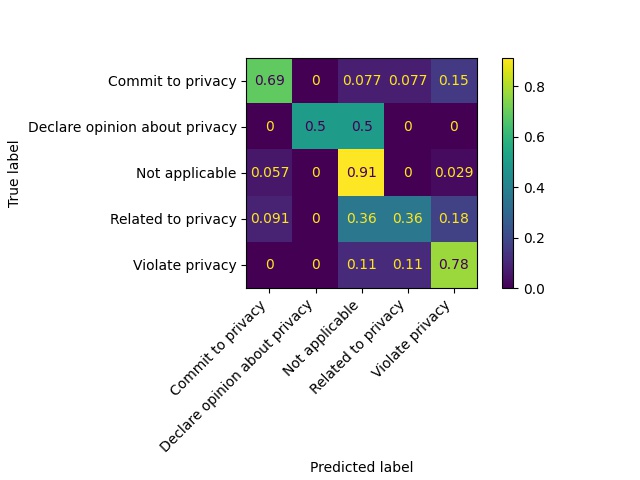 Commit to privacy 0.69 0 0.077 0.077 0.15
Declare opinion about privacy 0 0.5 0.5 0 0
Not applicable 0.057 0 0.91 0 0.029
Related to privacy 0.091 0 0.36 0.36 0.18
Violate privacy 0 0 0.11 0.11 0.78
True label
Commit to privacy
Declare opinion about privacy
Not applicable
Related to privacy
Violate privacy
Predicted label
0.8
0.6
0.4
0.2
0.0